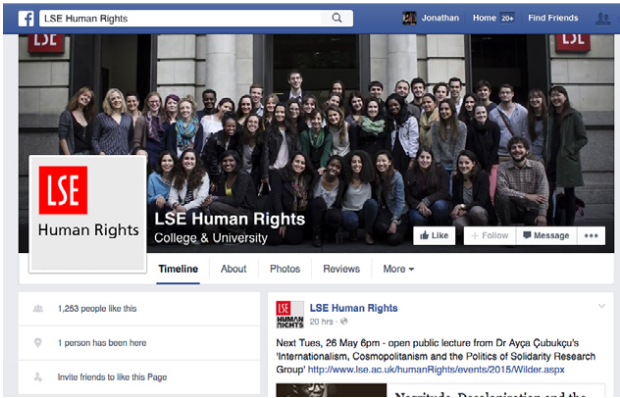 LSE Human Rights
Jonathan Home 20+ Find Friends
LSE
LSE
LSE
Human Rights
LSE Human Rights
College & University
Like + Follow Message •••
Timeline About Photos Reviews More
1,253 people like this
1 person has been here
Invite friends to like this Page
LSE
HUMAN
RIGHTS
LSE Human Rights
20 hrs ·
Next Tues, 26 May 6pm - open public lecture from Dr Ayça Çubukçu's
'Internationalism, Cosmopolitanism and the Politics of Solidarity Research
Group' http://www.lse.ac.uk/humanRights/events/2015/Wilder.aspx
Negritude, Decolonization and the